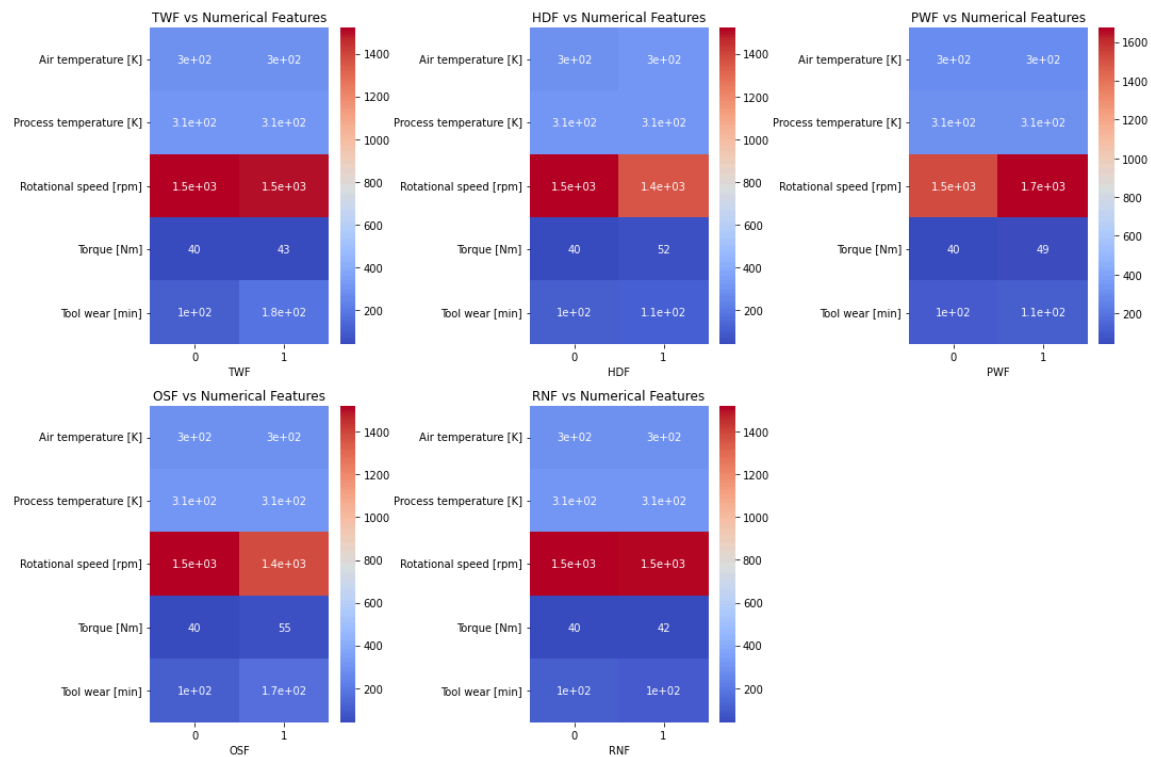 TWF vs Numerical Features
Air temperature [K]
3e+02 3e+02
Process temperature [K]
3.1e+02 3.1e+02
Rotational speed [rpm]
1.5e+03 1.5e+03
Torque [Nm]
40 43
Tool wear [min]
1e+02 1.8e+02
0 1
TWF
1400
1200
1000
800
600
400
200
HDF vs Numerical Features
Air temperature [K]
3e+02 3e+02
Process temperature [K]
3.1e+02 3.1e+02
Rotational speed [rpm]
1.5e+03 1.4e+03
Torque [Nm]
40 52
Tool wear [min]
1e+02 1.1e+02
0 1
HDF
1400
1200
1000
800
600
400
200
PWF vs Numerical Features
Air temperature [K]
3e+02 3e+02
Process temperature [K]
3.1e+02 3.1e+02
Rotational speed [rpm]
1.5e+03 1.7e+03
Torque [Nm]
40 49
Tool wear [min]
1e+02 1.1e+02
0 1
PWF
1600
1400
1200
1000
800
600
400
200
OSF vs Numerical Features
Air temperature [K]
3e+02 3e+02
Process temperature [K]
3.1e+02 3.1e+02
Rotational speed [rpm]
1.5e+03 1.4e+03
Torque [Nm]
40 55
Tool wear [min]
1e+02 1.7e+02
0 1
OSF
1400
1200
1000
800
600
400
200
RNF vs Numerical Features
Air temperature [K]
3e+02 3e+02
Process temperature [K]
3.1e+02 3.1e+02
Rotational speed [rpm]
1.5e+03 1.5e+03
Torque [Nm]
40 42
Tool wear [min]
1e+02 1e+02
0 1
RNF
1400
1200
1000
800
600
400
200